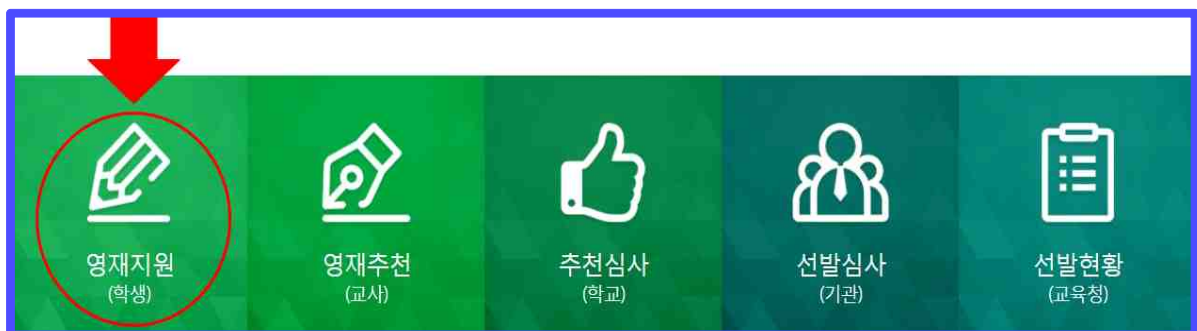 영재지원
(학생)
영재추천
(교사)
추천심사
(학교)
선발심사
(기관)
선발현황
(교육청)